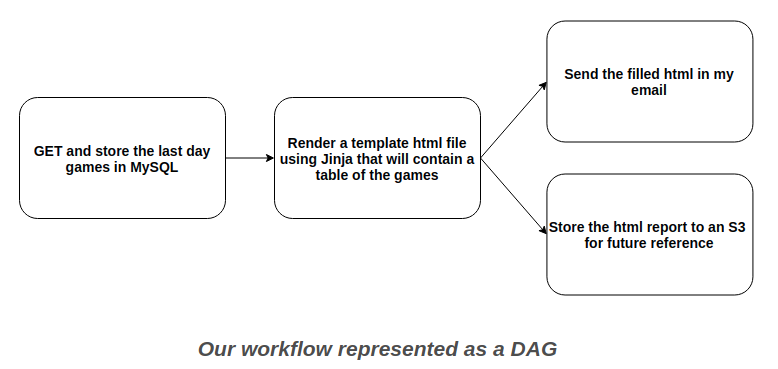 GET and store the last day
games in MySQL
Render a template html file
using Jinja that will contain a
table of the games
Send the filled html in my
email
Store the html report to an S3
for future reference
Our workflow represented as a DAG